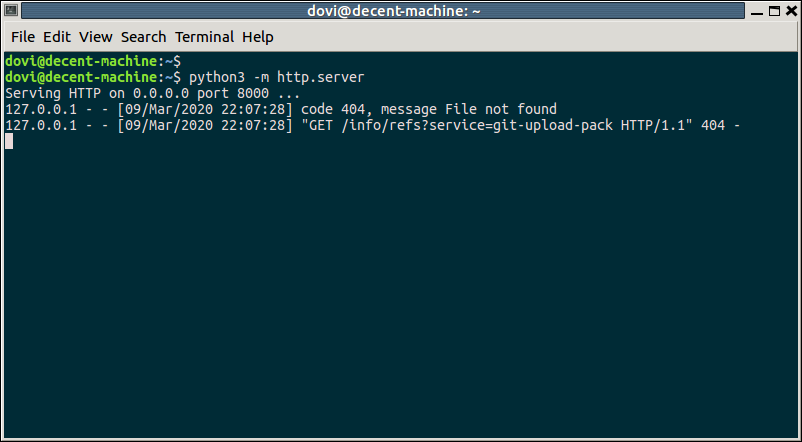 dovi@decent-machine: ~
File Edit View Search Terminal Help
dovi@decent-machine:~$
dovi@decent-machine:~$ python3 -m http.server
Serving HTTP on 0.0.0.0 port 8000 ...
127.0.0.1 - - [09/Mar/2020 22:07:28] code 404, message File not found
127.0.0.1 - - [09/Mar/2020 22:07:28] "GET /info/refs?service=git-upload-pack HTTP/1.1" 404 -